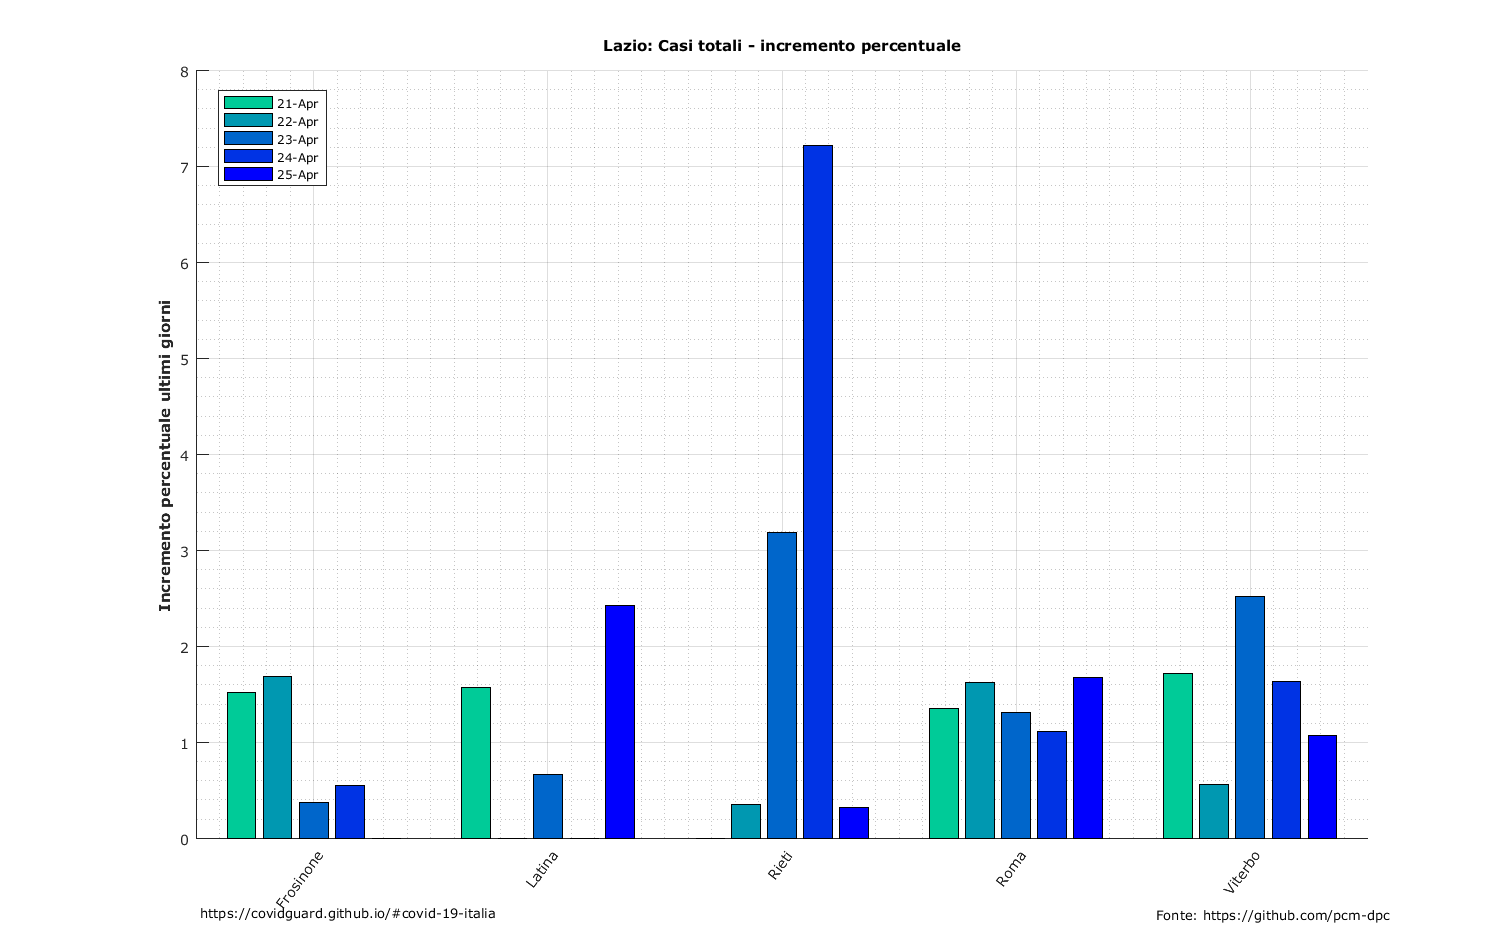 Lazio: Casi totali - incremento percentuale
Incremento percentuale ultimi giorni
8
7
6
5
4
3
2
1
0
21-Apr
22-Apr
23-Apr
24-Apr
25-Apr
Frosinone
Latina
Rieti
Roma
Viterbo
https://covidguard.github.io/#covid-19-italia
Fonte: https://github.com/pcm-dpc